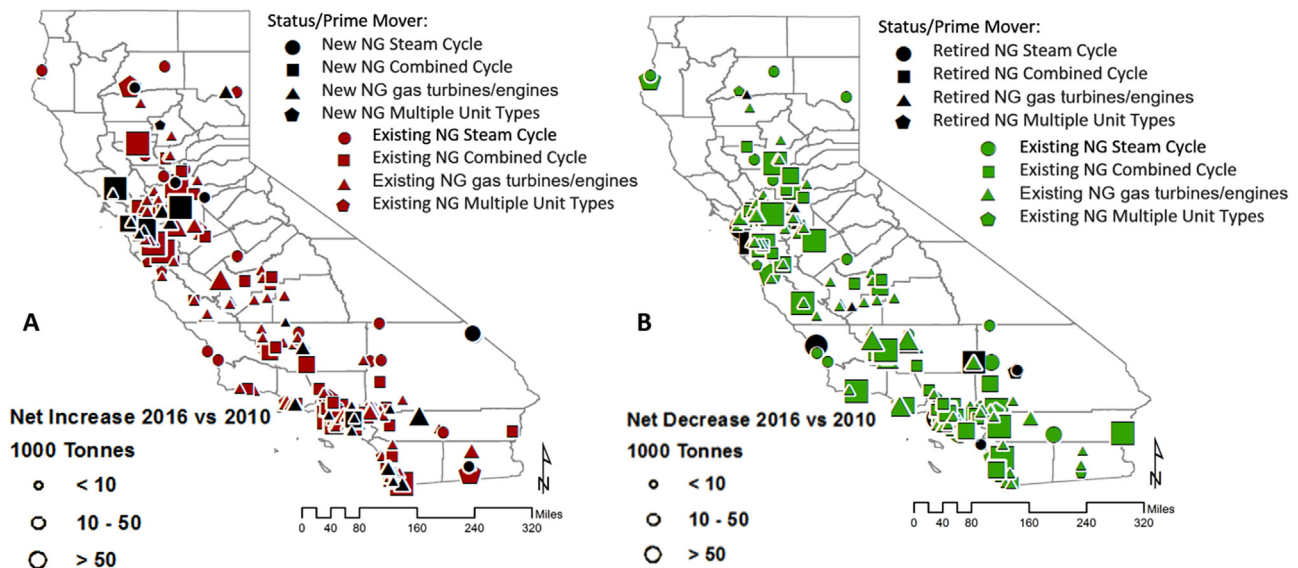 Status/Prime Mover:
New NG Steam Cycle
New NG Combined Cycle
New NG gas turbines/engines
New NG Multiple Unit Types
Existing NG Steam Cycle
Existing NG Combined Cycle
Existing NG gas turbines/engines
Existing NG Multiple Unit Types
A
Net Increase 2016 vs 2010
1000 Tonnes
< 10
10 - 50
> 50
N
Miles
0 40 80 160 240 320
Status/Prime Mover:
Retired NG Steam Cycle
Retired NG Combined Cycle
Retired NG gas turbines/engines
Retired NG Multiple Unit Types
Existing NG Steam Cycle
Existing NG Combined Cycle
Existing NG gas turbines/engines
Existing NG Multiple Unit Types
B
Net Decrease 2016 vs 2010
1000 Tonnes
< 10
10 - 50
> 50
N
Miles
0 40 80 160 240 320